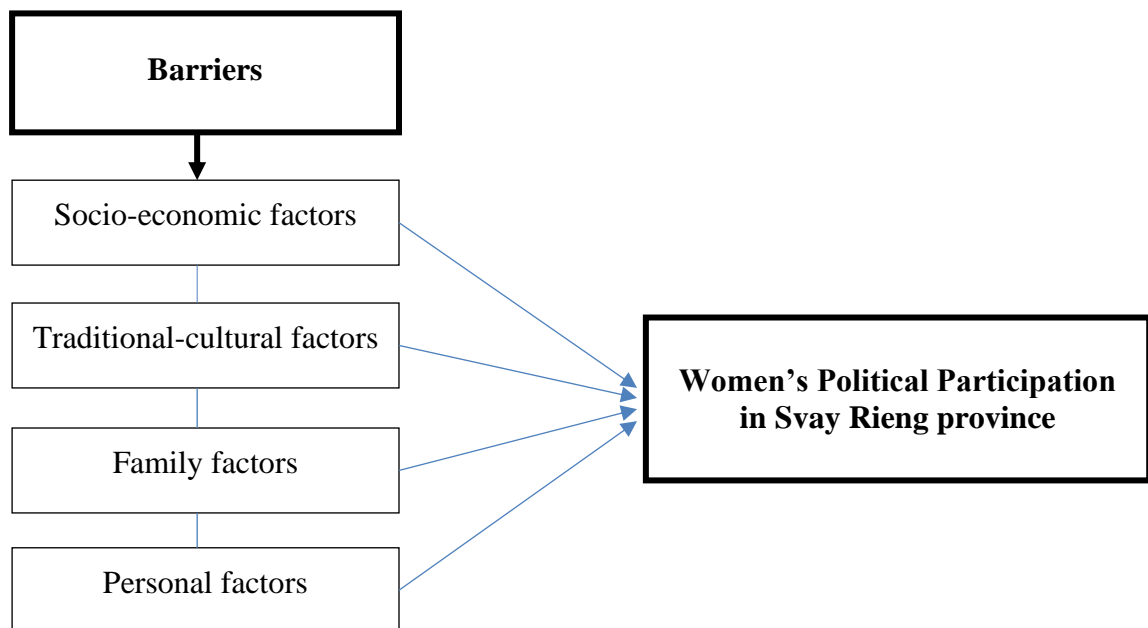 Barriers
Socio-economic factors
Traditional-cultural factors
Family factors
Personal factors
Women’s Political Participation
in Svay Rieng province